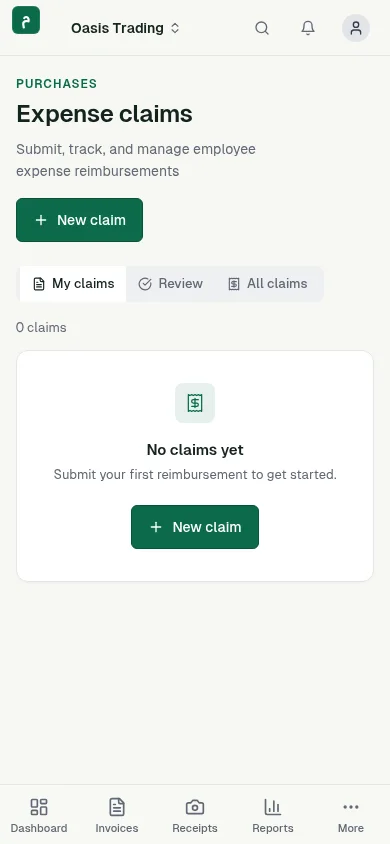 Oasis Trading
PURCHASES
Expense claims
Submit, track, and manage employee
expense reimbursements
New claim
My claims
Review
All claims
0 claims
No claims yet
Submit your first reimbursement to get started.
New claim
Dashboard
Invoices
Receipts
Reports
More